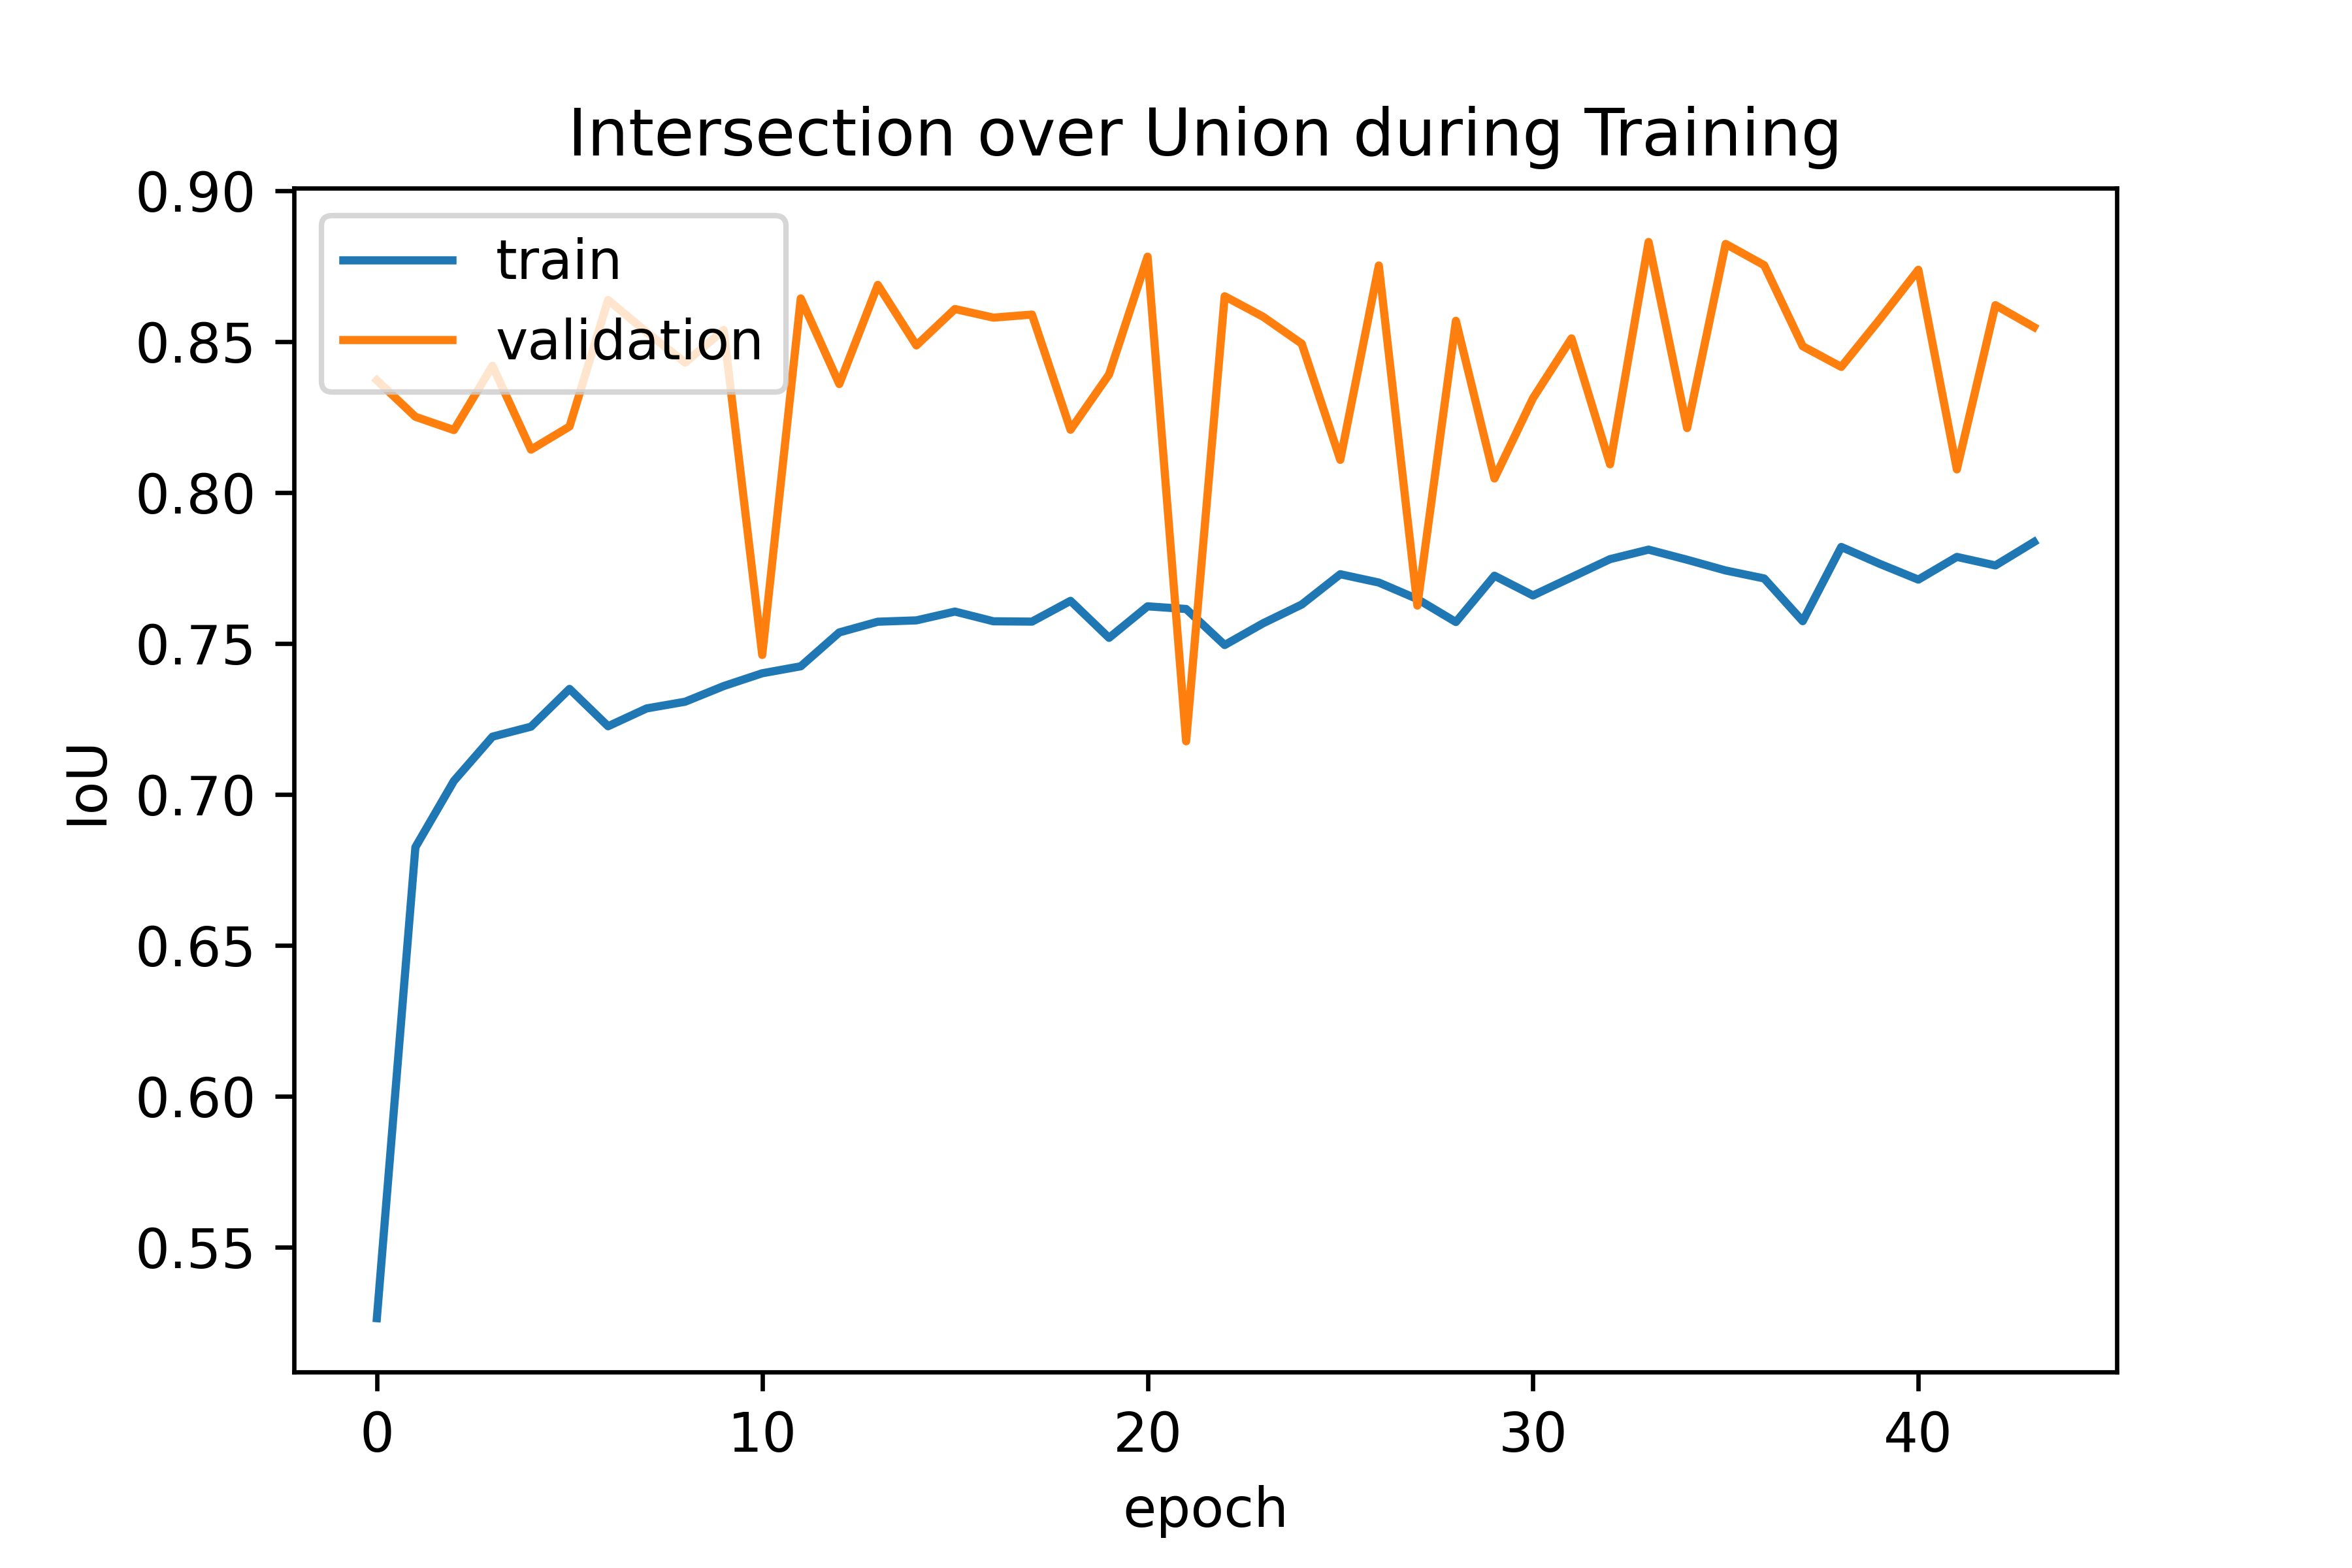 Intersection over Union during Training
train
validation
0.90
0.85
0.80
0.75
0.70
0.65
0.60
0.55
IoU
0 10 20 30 40
epoch